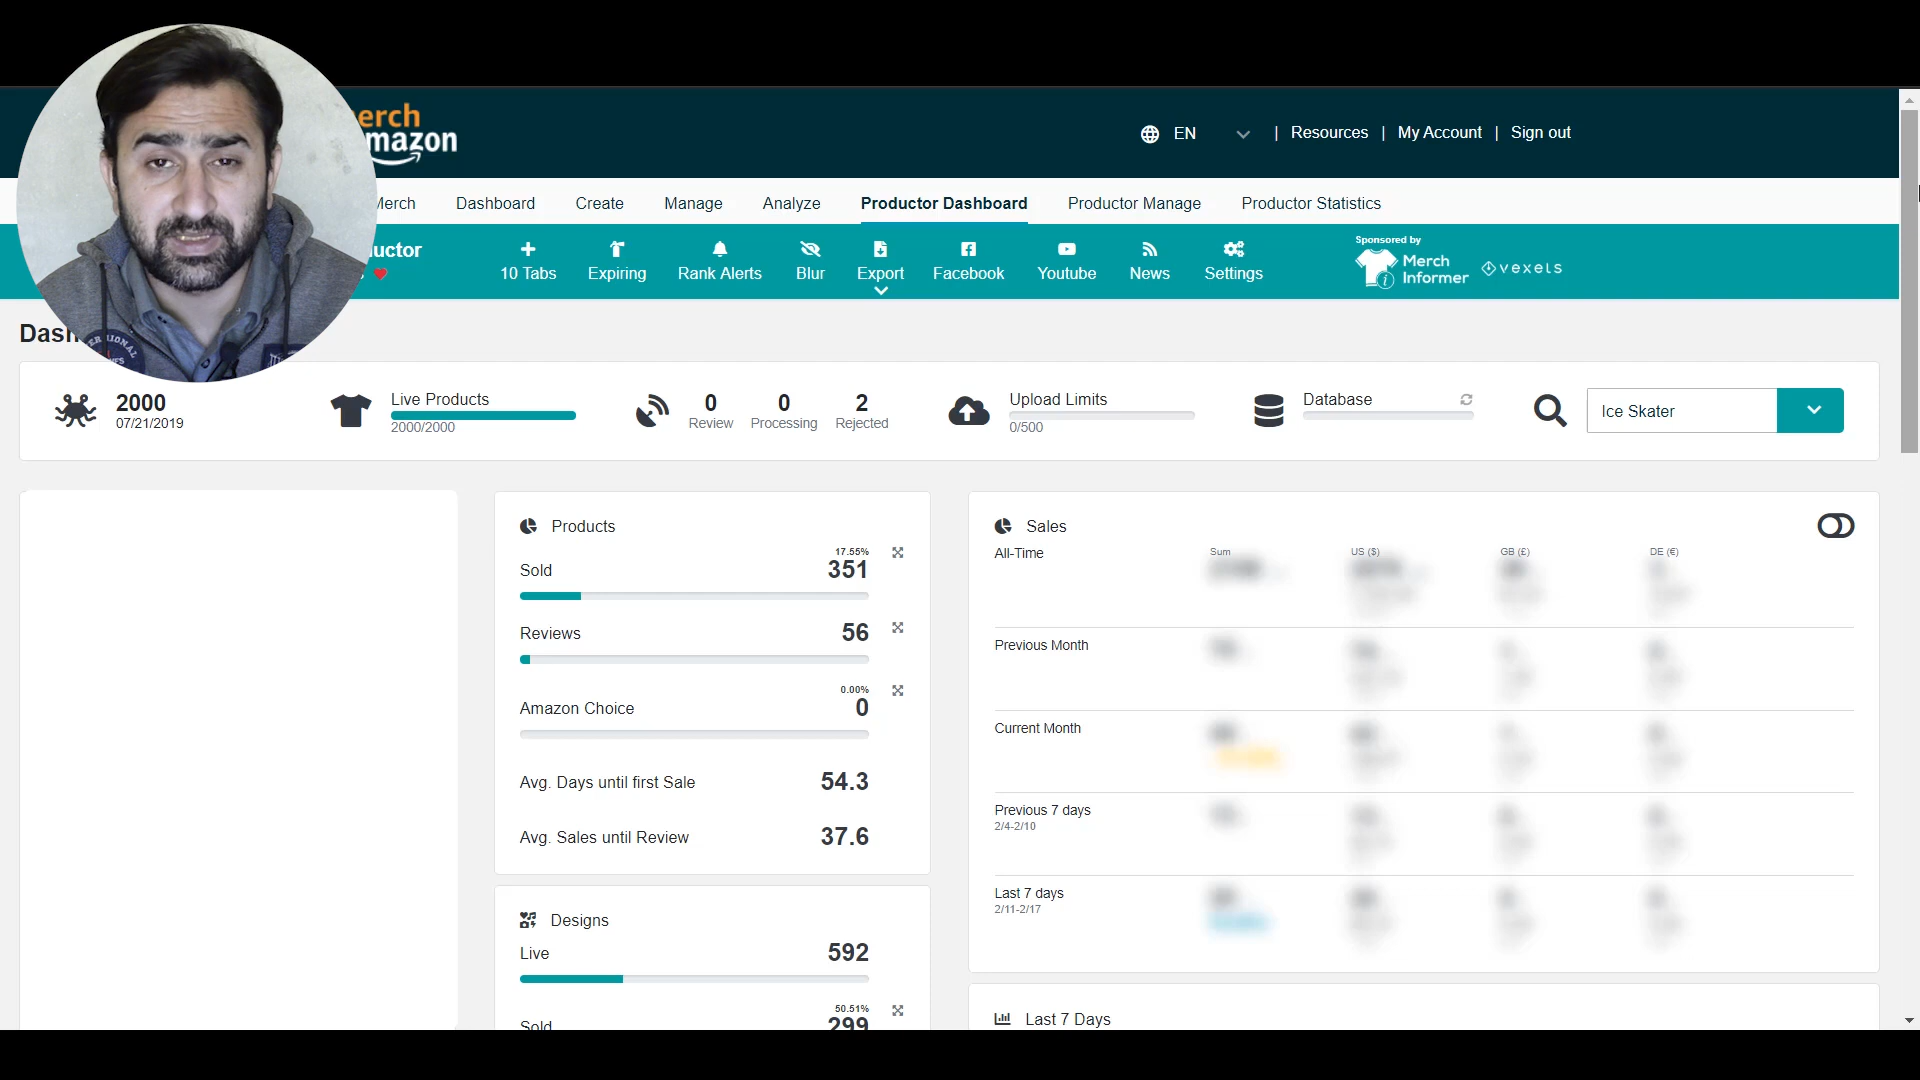 erch
mazon
EN | Resources | My Account | Sign out
Merch Dashboard Create Manage Analyze Productor Dashboard Productor Manage Productor Statistics
uctor
10 Tabs Expiring Rank Alerts Blur Export Facebook Youtube News Settings
Sponsored by
Merch
Informer
vexels
Dash
2000
07/21/2019
Live Products
2000/2000
0 0 2
Review Processing Rejected
Upload Limits
0/500
Database
Ice Skater
Products
17.55%
Sold 351
Reviews 56
0.00%
Amazon Choice 0
Avg. Days until first Sale 54.3
Avg. Sales until Review 37.6
Designs
Live 592
50.51%
Sold 299
Sales
All-Time Sum US ($) GB (£) DE (€)
Previous Month
Current Month
Previous 7 days
2/4-2/10
Last 7 days
2/11-2/17
Last 7 Days